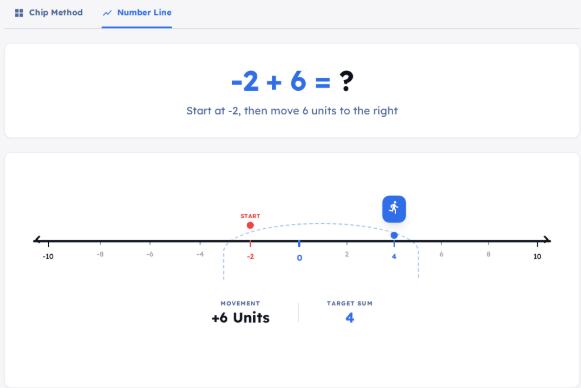 Chip Method Number Line
-2 + 6 = ?
Start at -2, then move 6 units to the right
START
-10 -8 -6 -4 -2 0 2 4 6 8 10
MOVEMENT TARGET SUM
+6 Units 4